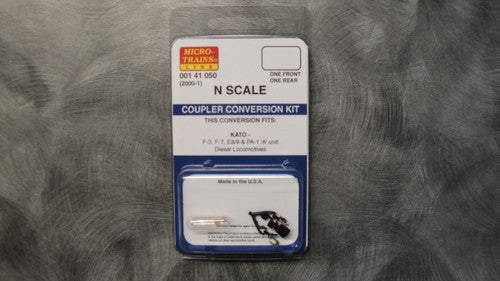 MICRO-
TRAINS
LINE
001 41 050
(2000-1)
ONE FRONT
ONE REAR
N SCALE
COUPLER CONVERSION KIT
THIS CONVERSION FITS:
KATO -
F-3, F-7, E8/9 & PA-1 'A' unit
Diesel Locomotives
Made in the U.S.A.